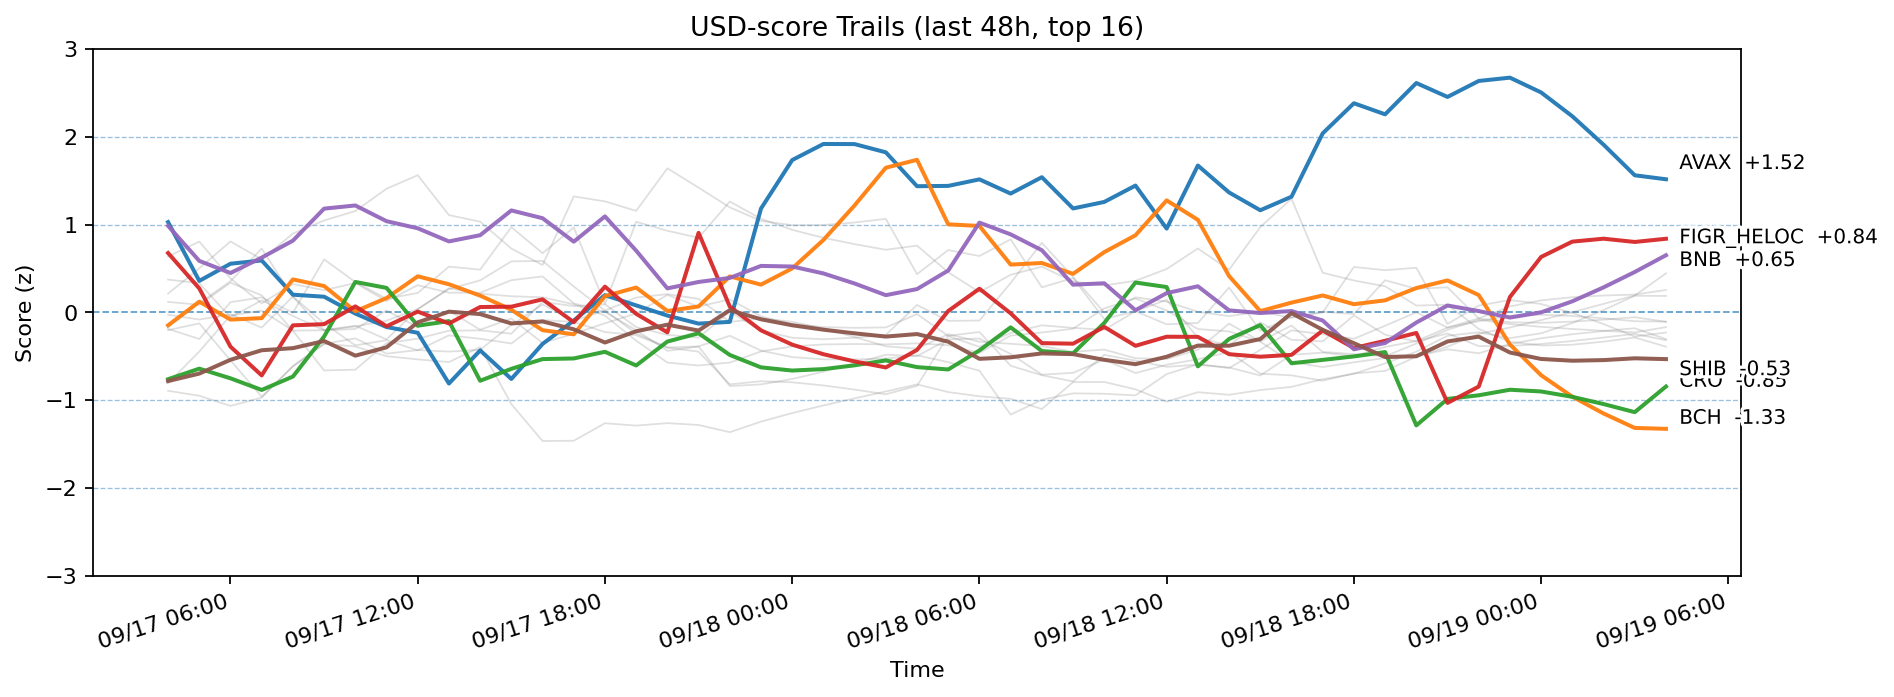 USD-score Trails (last 48h, top 16)
3
2
1
0
−1
−2
−3
Score (z)
AVAX +1.52
FIGR_HELOC +0.84
BNB +0.65
SHIB -0.53
CRO -0.85
BCH -1.33
09/17 06:00
09/17 12:00
09/17 18:00
09/18 00:00
09/18 06:00
09/18 12:00
09/18 18:00
09/19 00:00
09/19 06:00
Time